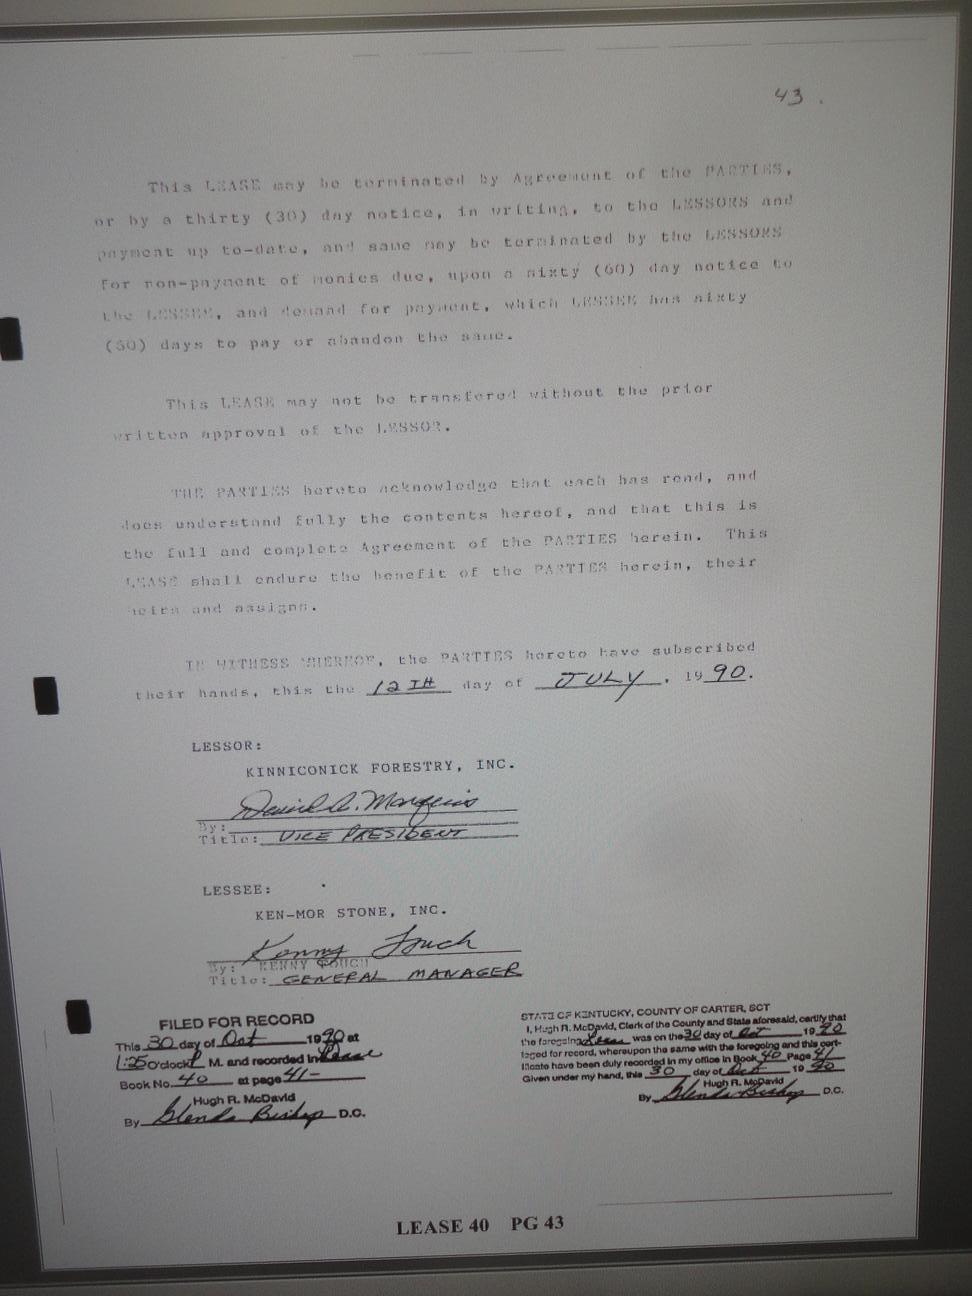 43.
This LEASE may be terminated by Agreement of the PARTIES,
or by a thirty (30) day notice, in writing, to the LESSORS and
payment up to-date, and same may be terminated by the LESSORS
for non-payment of monies due, upon a sixty (60) day notice to
the LESSEE, and demand for payment, which LESSEE has sixty
(60) days to pay or abandon the same.
This LEASE may not be transfered without the prior
written approval of the LESSOR.
THE PARTIES hereto acknowledge that each has read, and
does understand fully the contents hereof, and that this is
the full and complete Agreement of the PARTIES herein. This
LEASE shall endure the benefit of the PARTIES herein, their
heirs and assigns.
IN WITNESS WHEREOF, the PARTIES hereto have subscribed
their hands, this the 12TH day of JULY, 1990.
LESSOR:
KINNICONICK FORESTRY, INC.
David A. Marquis
By:
Title: VICE PRESIDENT
LESSEE:
KEN-MOR STONE, INC.
Kenny Fouch
By: KENNY FOUCH
Title: GENERAL MANAGER
FILED FOR RECORD
This 30 day of Oct 1990 at
1:25 O'clock P. M. and recorded in Lease
Book No. 40 at page 41-
Hugh R. McDavid
By Glenda Bishop D.C.
STATE OF KENTUCKY, COUNTY OF CARTER, SCT
I, Hugh R. McDavid, Clerk of the County and State aforesaid, certify that
the foregoing Lease was on the 30 day of Oct 1990
lodged for record, whereupon the same with the foregoing and this cert-
ificate have been duly recorded in my office in Book 40 Page 41
Given under my hand, this 30 day of Oct 1990
Hugh R. McDavid
By Glenda Bishop D.C.
LEASE 40 PG 43